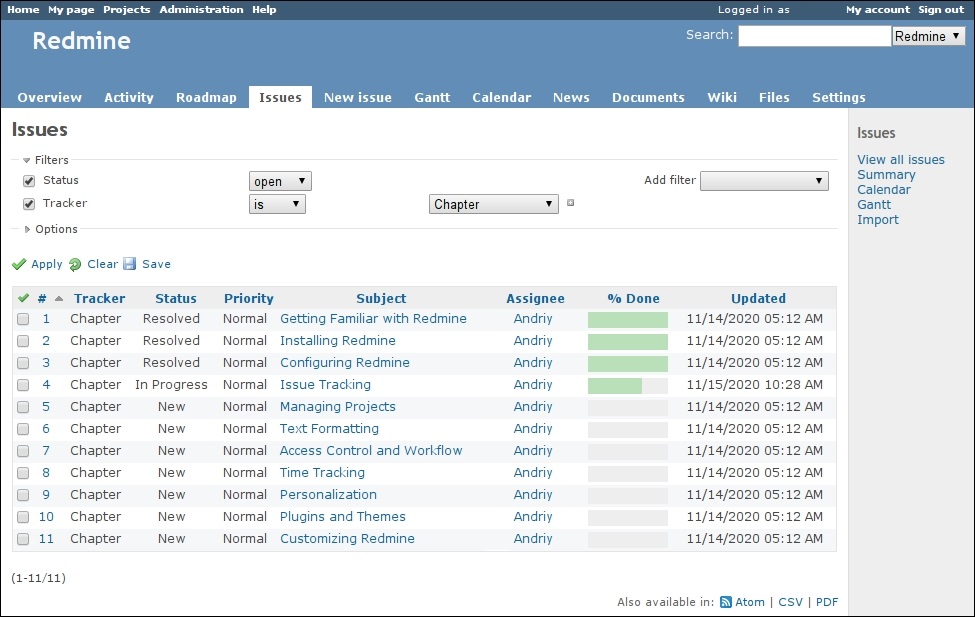 Home My page Projects Administration Help Logged in as My account Sign out
Redmine Search: Redmine
Overview Activity Roadmap Issues New issue Gantt Calendar News Documents Wiki Files Settings
Issues
Filters
Status open Add filter
Tracker is Chapter
Options
Apply Clear Save
# Tracker Status Priority Subject Assignee % Done Updated
1 Chapter Resolved Normal Getting Familiar with Redmine Andriy 11/14/2020 05:12 AM
2 Chapter Resolved Normal Installing Redmine Andriy 11/14/2020 05:12 AM
3 Chapter Resolved Normal Configuring Redmine Andriy 11/14/2020 05:12 AM
4 Chapter In Progress Normal Issue Tracking Andriy 11/15/2020 10:28 AM
5 Chapter New Normal Managing Projects Andriy 11/14/2020 05:12 AM
6 Chapter New Normal Text Formatting Andriy 11/14/2020 05:12 AM
7 Chapter New Normal Access Control and Workflow Andriy 11/14/2020 05:12 AM
8 Chapter New Normal Time Tracking Andriy 11/14/2020 05:12 AM
9 Chapter New Normal Personalization Andriy 11/14/2020 05:12 AM
10 Chapter New Normal Plugins and Themes Andriy 11/14/2020 05:12 AM
11 Chapter New Normal Customizing Redmine Andriy 11/14/2020 05:12 AM
(1-11/11)
Also available in: Atom | CSV | PDF
Issues
View all issues
Summary
Calendar
Gantt
Import